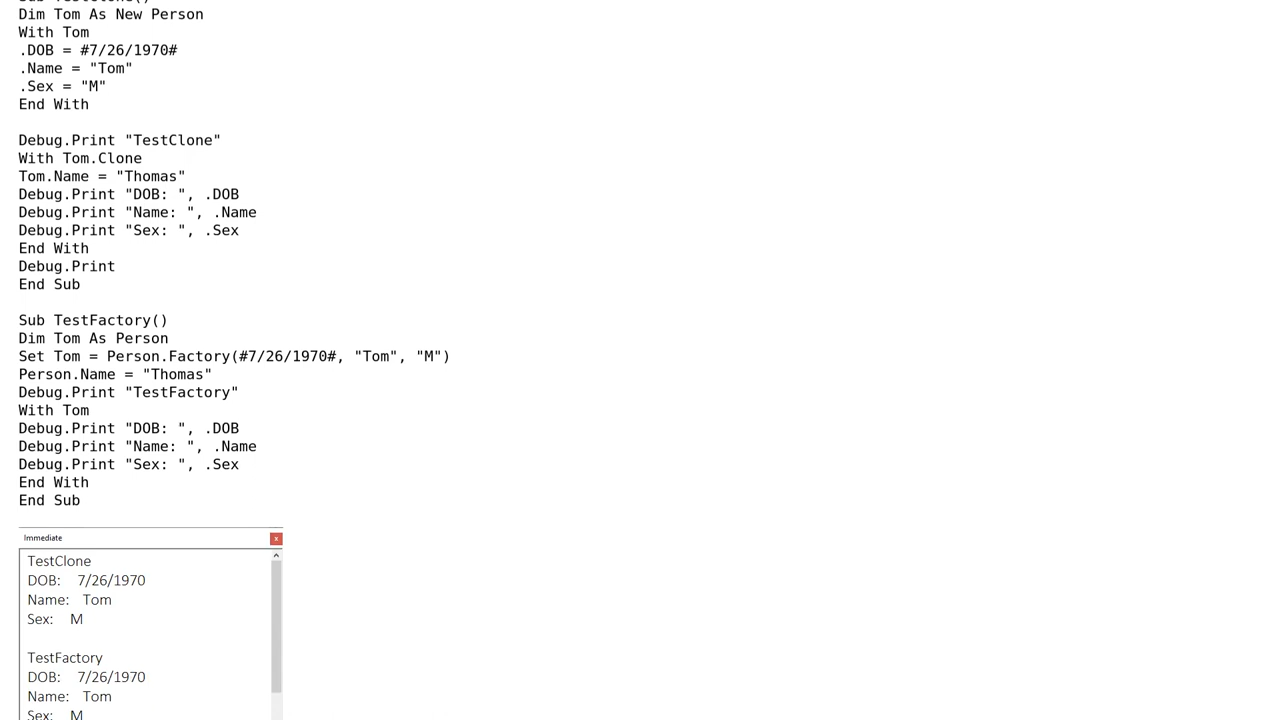 Dim Tom As New Person
With Tom
.DOB = #7/26/1970#
.Name = "Tom"
.Sex = "M"
End With
Debug.Print "TestClone"
With Tom.Clone
Tom.Name = "Thomas"
Debug.Print "DOB: ", .DOB
Debug.Print "Name: ", .Name
Debug.Print "Sex: ", .Sex
End With
Debug.Print
End Sub
Sub TestFactory()
Dim Tom As Person
Set Tom = Person.Factory(#7/26/1970#, "Tom", "M")
Person.Name = "Thomas"
Debug.Print "TestFactory"
With Tom
Debug.Print "DOB: ", .DOB
Debug.Print "Name: ", .Name
Debug.Print "Sex: ", .Sex
End With
End Sub
Immediate
TestClone
DOB: 7/26/1970
Name: Tom
Sex: M
TestFactory
DOB: 7/26/1970
Name: Tom
Sex: M